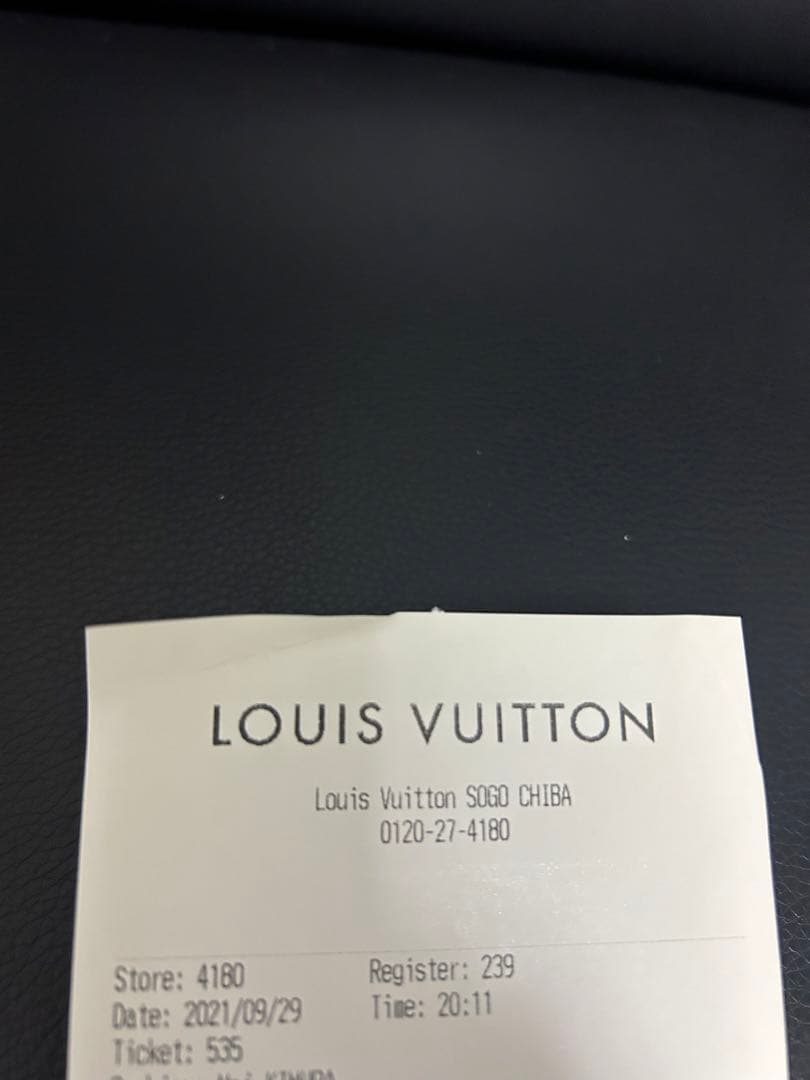 LOUIS VUITTON
Louis Vuitton SOGO CHIBA
0120-27-4180
Store: 4180 Register: 239
Date: 2021/09/29 Time: 20:11
Ticket: 535